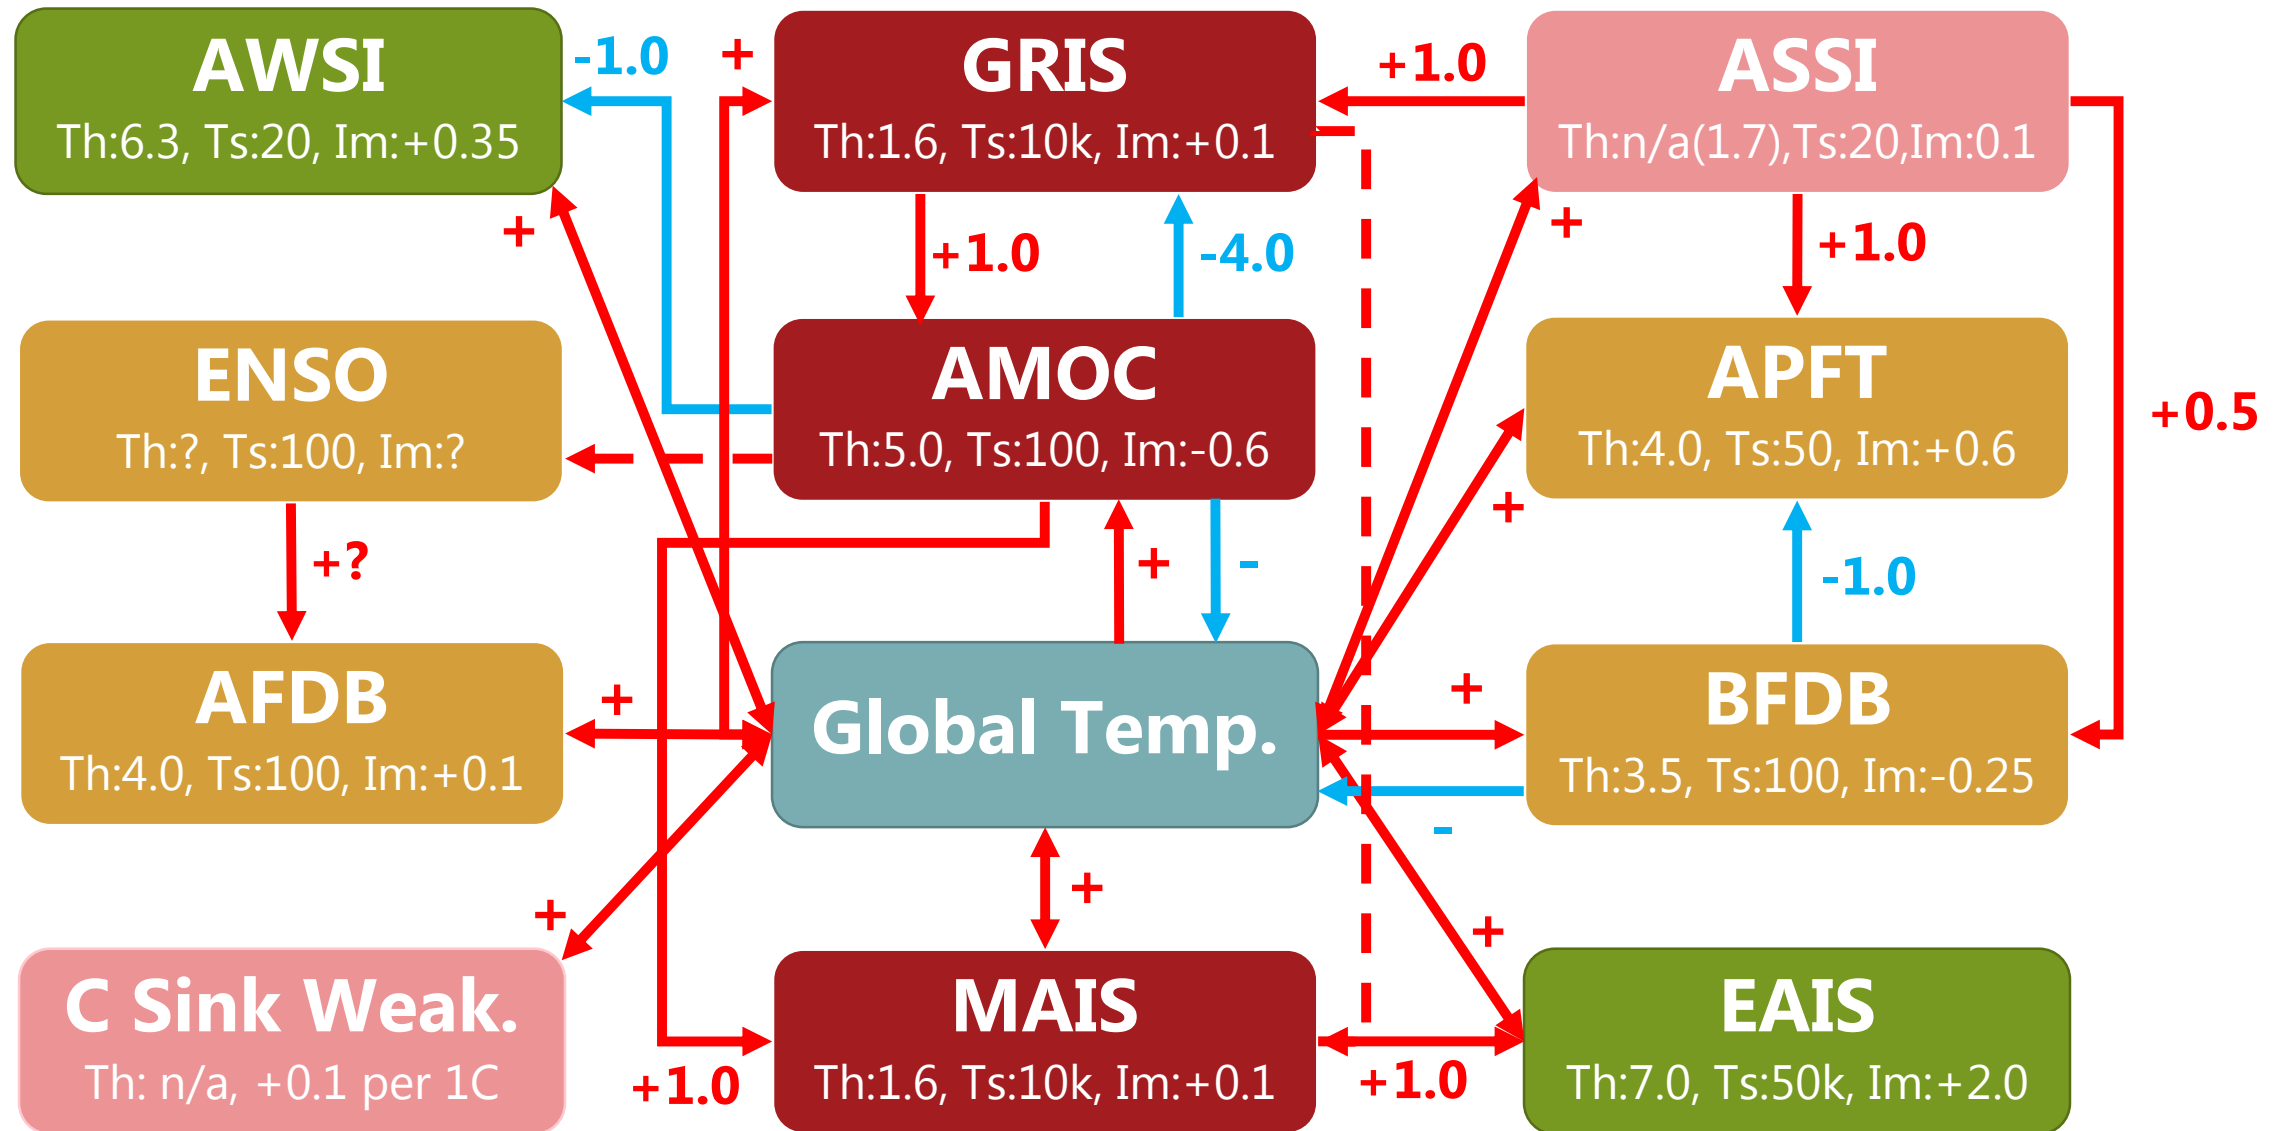 AWSI
Th:6.3, Ts:20, Im:+0.35
-1.0
+
GRIS
Th:1.6, Ts:10k, Im:+0.1
+1.0
ASSI
Th:n/a(1.7),Ts:20,Im:0.1
+
+1.0
-4.0
+
+1.0
ENSO
Th:?, Ts:100, Im:?
AMOC
Th:5.0, Ts:100, Im:-0.6
APFT
Th:4.0, Ts:50, Im:+0.6
+0.5
+?
+
-
+
-1.0
AFDB
Th:4.0, Ts:100, Im:+0.1
+
Global Temp.
+
BFDB
Th:3.5, Ts:100, Im:-0.25
-
+
+
+
C Sink Weak.
Th: n/a, +0.1 per 1C
+1.0
MAIS
Th:1.6, Ts:10k, Im:+0.1
+1.0
EAIS
Th:7.0, Ts:50k, Im:+2.0